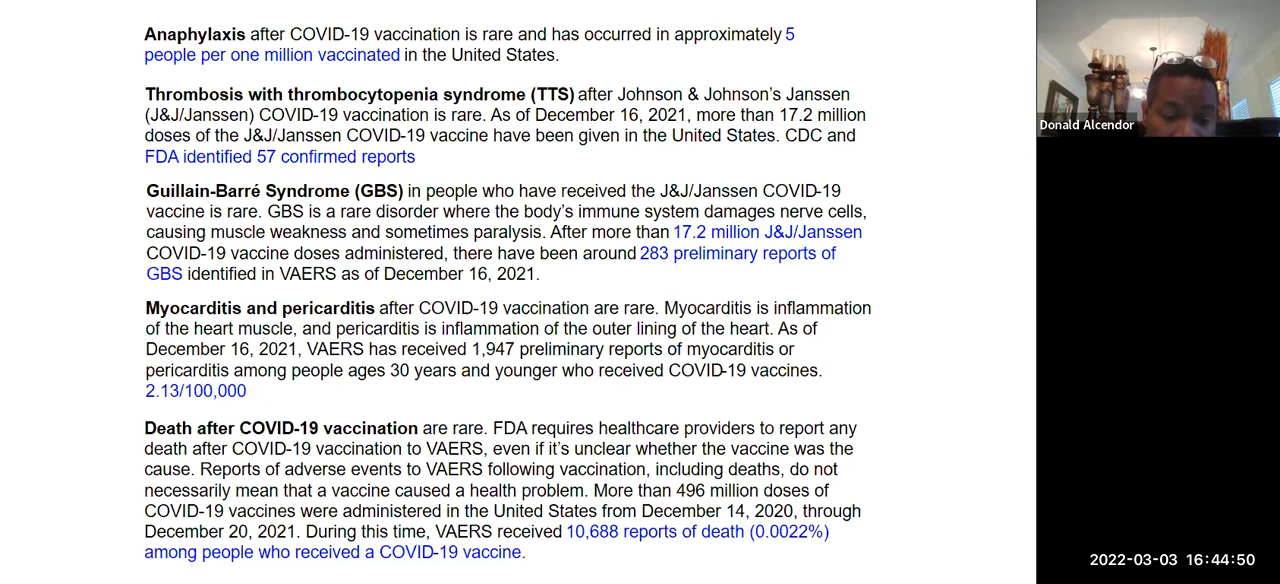 Anaphylaxis after COVID-19 vaccination is rare and has occurred in approximately 5
people per one million vaccinated in the United States.
Thrombosis with thrombocytopenia syndrome (TTS) after Johnson & Johnson’s Janssen
(J&J/Janssen) COVID-19 vaccination is rare. As of December 16, 2021, more than 17.2 million
doses of the J&J/Janssen COVID-19 vaccine have been given in the United States. CDC and
FDA identified 57 confirmed reports
Guillain-Barré Syndrome (GBS) in people who have received the J&J/Janssen COVID-19
vaccine is rare. GBS is a rare disorder where the body’s immune system damages nerve cells,
causing muscle weakness and sometimes paralysis. After more than 17.2 million J&J/Janssen
COVID-19 vaccine doses administered, there have been around 283 preliminary reports of
GBS identified in VAERS as of December 16, 2021.
Myocarditis and pericarditis after COVID-19 vaccination are rare. Myocarditis is inflammation
of the heart muscle, and pericarditis is inflammation of the outer lining of the heart. As of
December 16, 2021, VAERS has received 1,947 preliminary reports of myocarditis or
pericarditis among people ages 30 years and younger who received COVID-19 vaccines.
2.13/100,000
Death after COVID-19 vaccination are rare. FDA requires healthcare providers to report any
death after COVID-19 vaccination to VAERS, even if it’s unclear whether the vaccine was the
cause. Reports of adverse events to VAERS following vaccination, including deaths, do not
necessarily mean that a vaccine caused a health problem. More than 496 million doses of
COVID-19 vaccines were administered in the United States from December 14, 2020, through
December 20, 2021. During this time, VAERS received 10,688 reports of death (0.0022%)
among people who received a COVID-19 vaccine.
Donald Alcendor
2022-03-03 16:44:50